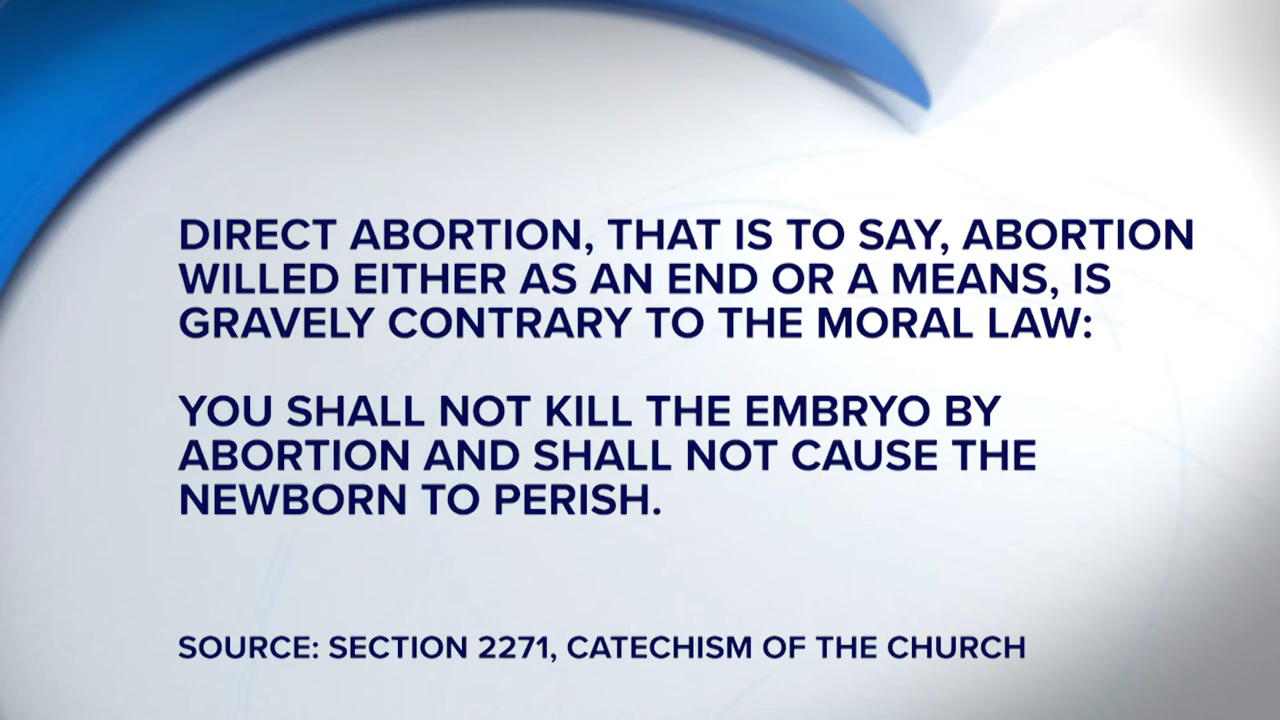 DIRECT ABORTION, THAT IS TO SAY, ABORTION
WILLED EITHER AS AN END OR A MEANS, IS
GRAVELY CONTRARY TO THE MORAL LAW:
YOU SHALL NOT KILL THE EMBRYO BY
ABORTION AND SHALL NOT CAUSE THE
NEWBORN TO PERISH.
SOURCE: SECTION 2271, CATECHISM OF THE CHURCH